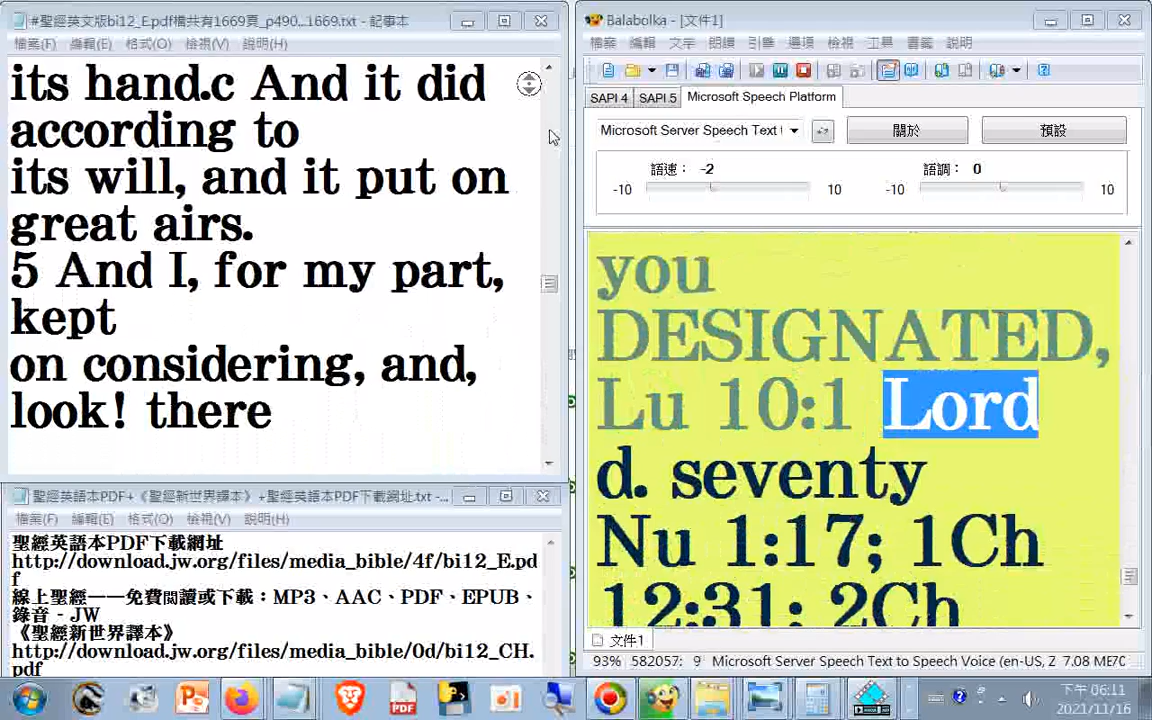 #聖經英文版bi12_E.pdf檔共有1669頁_p490...1669.txt - 記事本
檔案(F) 編輯(E) 格式(O) 檢視(V) 說明(H)
its hand.c And it did
according to
its will, and it put on
great airs.
5 And I, for my part,
kept
on considering, and,
look! there
聖經英語本PDF+《聖經新世界譯本》+聖經英語本PDF下載網址.txt -...
檔案(F) 編輯(E) 格式(O) 檢視(V) 說明(H)
聖經英語本PDF下載網址
http://download.jw.org/files/media_bible/4f/bi12_E.pd
f
線上聖經——免費閱讀或下載：MP3、AAC、PDF、EPUB、
錄音 - JW
《聖經新世界譯本》
http://download.jw.org/files/media_bible/0d/bi12_CH.
pdf
Balabolka - [文件1]
檔案 編輯 文字 朗讀 引擎 選項 檢視 工具 書籤 說明
SAPI 4 SAPI 5 Microsoft Speech Platform
Microsoft Server Speech Text 關於 預設
語速： -2 語調： 0
-10 10 -10 10
you
DESIGNATED,
Lu 10:1 Lord
d. seventy
Nu 1:17; 1Ch
12:31; 2Ch
文件1
93% 582057: 9 Microsoft Server Speech Text to Speech Voice (en-US, Z 7.08 МБ
下午 06:11
2021/11/16